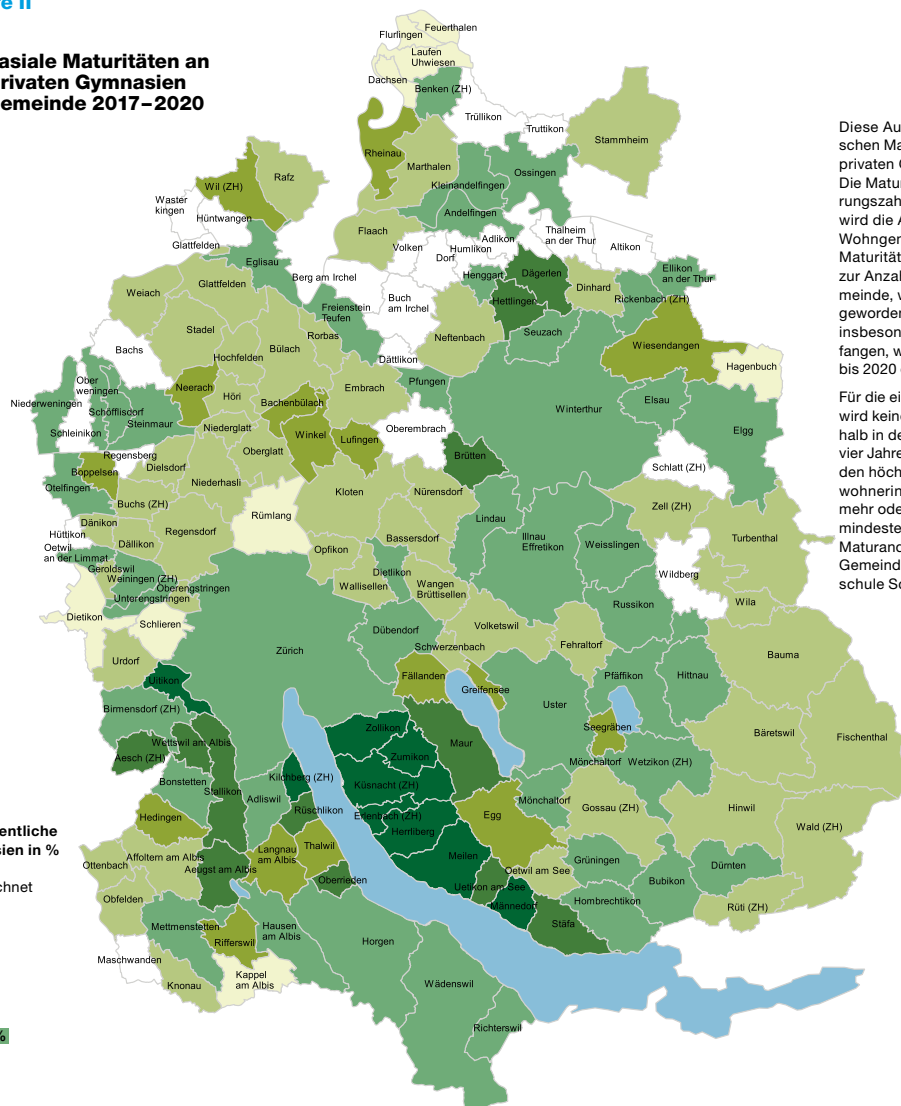 re II
asiale Maturitäten an
rivaten Gymnasien
emeinde 2017–2020
Diese Au
schen Ma
privaten G
Die Matur
rungszah
wird die A
Wohnger
Maturität
zur Anzal
meinde, v
geworder
insbeson
fangen, w
bis 2020
Für die ei
wird keine
halb in de
vier Jahre
den höch
wohnerin
mehr ode
mindeste
Maturand
Gemeind
schule So
Flurlingen
Feuerthalen
Laufen
Uhwiesen
Dachsen
Benken (ZH)
Trüllikon
Truttikon
Stammheim
Rheinau
Marthalen
Ossingen
Kleinandelfingen
Andelfingen
Wil (ZH)
Rafz
Waster
kingen
Hüntwangen
Glattfelden
Eglisau
Flaach
Volken
Dorf
Humlikon
Adlikon
Thalheim
an der Thur
Altikon
Berg am Irchel
Buch
am Irchel
Henggart
Dägerlen
Hettlingen
Dinhard
Ellikon
an der Thur
Rickenbach (ZH)
Weiach
Glattfelden
Freienstein
Teufen
Rorbas
Neftenbach
Seuzach
Wiesendangen
Hagenbuch
Stadel
Bülach
Hochfelden
Bachs
Dättlikon
Pfungen
Embrach
Ober
weningen
Niederweningen
Schöfflisdorf
Steinmaur
Schleinikon
Neerach
Höri
Bachenbülach
Winterthur
Elsau
Elgg
Niederglatt
Winkel
Lufingen
Oberembrach
Regensberg
Boppelsen
Dielsdorf
Oberglatt
Brütten
Schlatt (ZH)
Otelfingen
Niederhasli
Kloten
Nürensdorf
Buchs (ZH)
Rümlang
Lindau
Zell (ZH)
Dänikon
Hüttikon
Regensdorf
Dällikon
Bassersdorf
Illnau
Effretikon
Weisslingen
Turbenthal
Oetwil
an der Limmat
Geroldswil
Opfikon
Weiningen (ZH)
Oberengstringen
Unterengstringen
Dietlikon
Wallisellen
Wangen
Brüttisellen
Wildberg
Wila
Russikon
Dietikon
Schlieren
Zürich
Dübendorf
Volketswil
Schwerzenbach
Fehraltorf
Bauma
Urdorf
Uitikon
Fällanden
Greifensee
Pfäffikon
Hittnau
Uster
Birmensdorf (ZH)
Seegräben
Bäretswil
Fischenthal
Zollikon
Maur
Wettswil am Albis
Aesch (ZH)
Zumikon
Mönchaltorf
Wetzikon (ZH)
Kilchberg (ZH)
Küsnacht (ZH)
Bonstetten
Stallikon
Adliswil
Rüschlikon
Erlenbach (ZH)
Herrliberg
Egg
Mönchaltorf
Gossau (ZH)
Hinwil
Wald (ZH)
Hedingen
Langnau
am Albis
Thalwil
Meilen
Grüningen
Dürnten
Ottenbach
Affoltern am Albis
Aeugst am Albis
Oberrieden
Oetwil am See
Uetikon am See
Bubikon
Obfelden
Männedorf
Hombrechtikon
Rüti (ZH)
Stäfa
Mettmenstetten
Hausen
am Albis
Rifferswil
Horgen
Maschwanden
Knonau
Kappel
am Albis
Wädenswil
Richterswil
entliche
sien in %
chnet
%